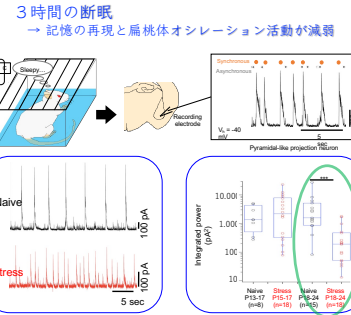 ３時間の断眠
→ 記憶の再現と扁桃体オシレーション活動が減弱
Sleepy...
Recording
electrode
Synchronous
Asynchronous
Vh = -40
mV
5
sec
Pyramidal-like projection neuron
Naive
100 pA
Stress
100 pA
5 sec
Integrated power
(pA²)
10.000
1.000
100
10
***
Naive
P13-17
(n=8)
Stress
P15-17
(n=18)
Naive
P18-24
(n=15)
Stress
P18-24
(n=18)